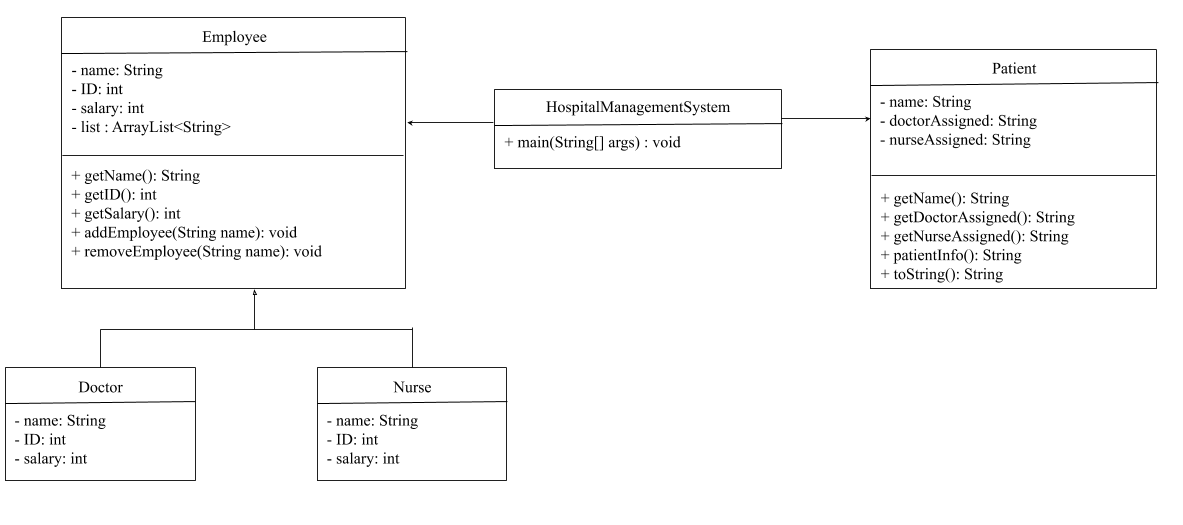 Employee
- name: String
- ID: int
- salary: int
- list : ArrayList<String>
+ getName(): String
+ getID(): int
+ getSalary(): int
+ addEmployee(String name): void
+ removeEmployee(String name): void
HospitalManagementSystem
+ main(String[] args) : void
Patient
- name: String
- doctorAssigned: String
- nurseAssigned: String
+ getName(): String
+ getDoctorAssigned(): String
+ getNurseAssigned(): String
+ patientInfo(): String
+ toString(): String
Doctor
- name: String
- ID: int
- salary: int
Nurse
- name: String
- ID: int
- salary: int